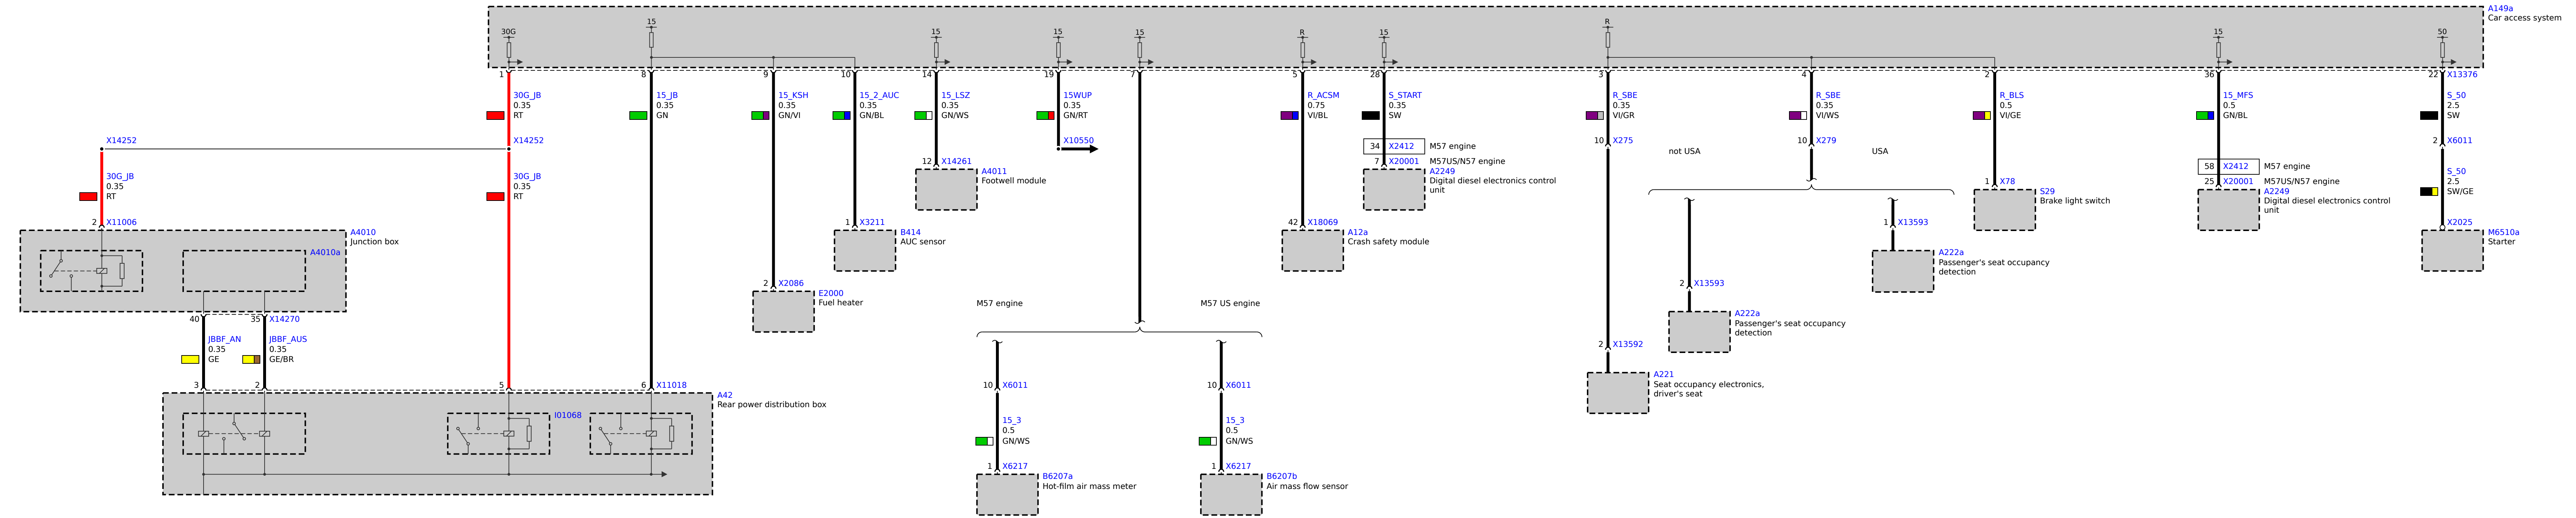 A149a
Car access system
30G
15
15
15
15
R
15
R
15
50
1
8
9
10
14
19
7
5
28
3
4
2
36
22
X13376
30G_JB
0.35
RT
15_JB
0.35
GN
15_KSH
0.35
GN/VI
15_2_AUC
0.35
GN/BL
15_LSZ
0.35
GN/WS
15WUP
0.35
GN/RT
R_ACSM
0.75
VI/BL
S_START
0.35
SW
R_SBE
0.35
VI/GR
R_SBE
0.35
VI/WS
R_BLS
0.5
VI/GE
15_MFS
0.5
GN/BL
S_50
2.5
SW
X14252
X14252
X10550
34
X2412
M57 engine
7
X20001
M57US/N57 engine
12
X14261
A4011
Footwell module
A2249
Digital diesel electronics control
unit
10
X275
not USA
10
X279
USA
58
X2412
M57 engine
25
X20001
M57US/N57 engine
A2249
Digital diesel electronics control
unit
2
X6011
S_50
2.5
SW/GE
X2025
M6510a
Starter
1
X78
S29
Brake light switch
30G_JB
0.35
RT
30G_JB
0.35
RT
2
X11006
A4010
Junction box
A4010a
1
X3211
B414
AUC sensor
42
X18069
A12a
Crash safety module
1
X13593
A222a
Passenger's seat occupancy
detection
2
X2086
E2000
Fuel heater
2
X13593
A222a
Passenger's seat occupancy
detection
M57 engine
M57 US engine
40
35
X14270
JBBF_AN
0.35
GE
JBBF_AUS
0.35
GE/BR
2
X13592
A221
Seat occupancy electronics,
driver's seat
3
2
5
6
X11018
A42
Rear power distribution box
I01068
10
X6011
15_3
0.5
GN/WS
1
X6217
B6207a
Hot-film air mass meter
10
X6011
15_3
0.5
GN/WS
1
X6217
B6207b
Air mass flow sensor